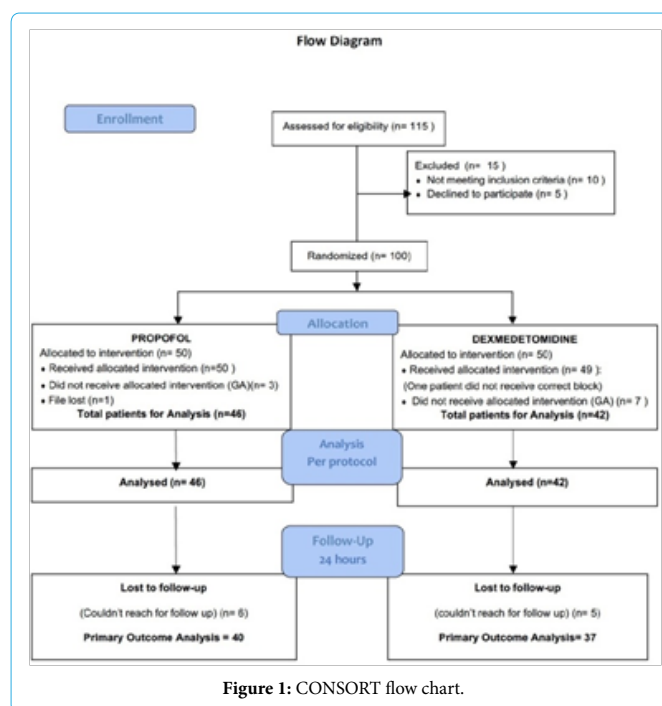 Flow Diagram
Enrollment
Assessed for eligibility (n= 115 )
Excluded (n= 15 )
• Not meeting inclusion criteria (n= 10 )
• Declined to participate (n= 5 )
Randomized (n= 100)
Allocation
PROPOFOL
Allocated to intervention (n= 50)
• Received allocated intervention (n=50 )
• Did not receive allocated intervention (GA)(n= 3)
• File lost (n=1)
Total patients for Analysis (n=46)
DEXMEDETOMIDINE
Allocated to intervention (n= 50)
• Received allocated intervention (n= 49 ):
(One patient did not receive correct block)
• Did not receive allocated intervention (GA) (n= 7 )
Total patients for Analysis (n=42)
Analysis
Per protocol
Analysed (n= 46)
Analysed (n=42)
Follow-Up
24 hours
Lost to follow-up
(Couldn't reach for follow up) (n= 6)
Primary Outcome Analysis = 40
Lost to follow-up
(couldn't reach for follow up) (n= 5)
Primary Outcome Analysis= 37
Figure 1: CONSORT flow chart.